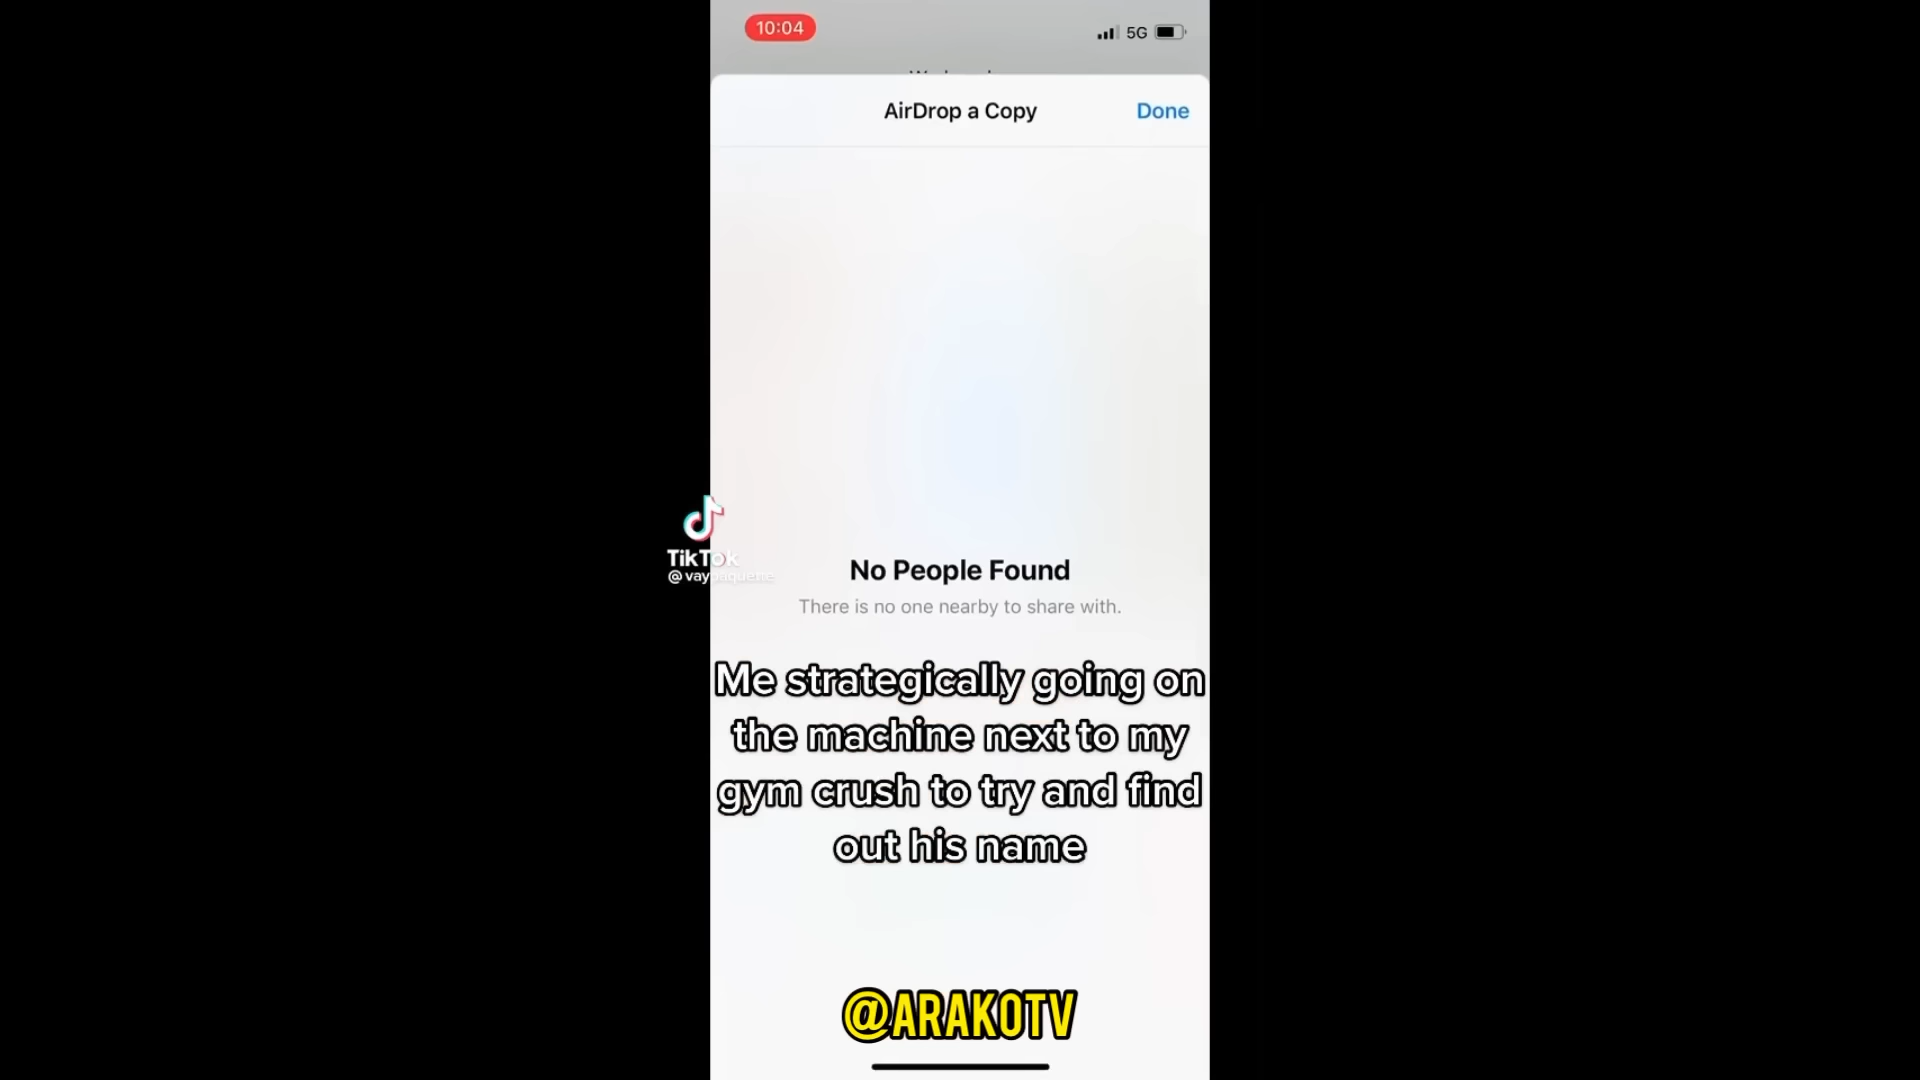 10:04
5G
AirDrop a Copy
Done
No People Found
There is no one nearby to share with.
TikTok
Me strategically going on
the machine next to my
gym crush to try and find
out his name
@ARAKOTV